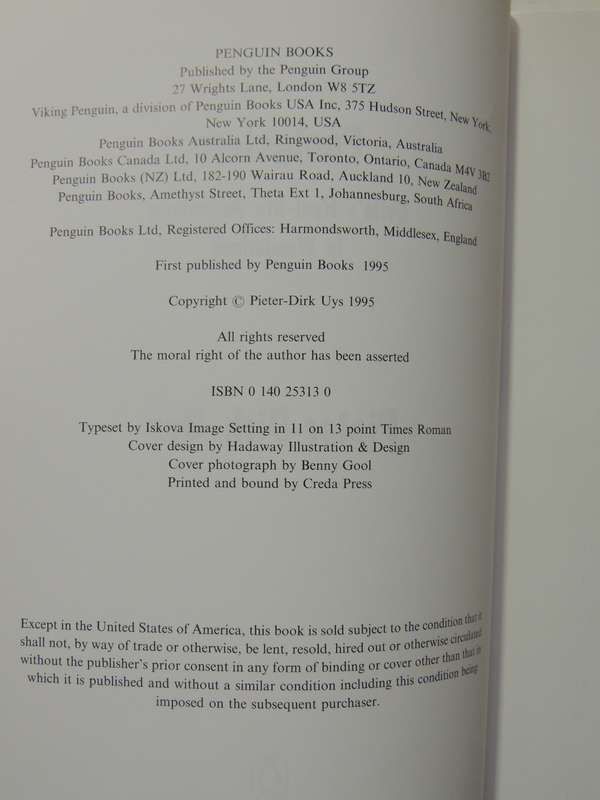 PENGUIN BOOKS
Published by the Penguin Group
27 Wrights Lane, London W8 5TZ
Viking Penguin, a division of Penguin Books USA Inc, 375 Hudson Street, New York,
New York 10014, USA
Penguin Books Australia Ltd, Ringwood, Victoria, Australia
Penguin Books Canada Ltd, 10 Alcorn Avenue, Toronto, Ontario, Canada M4V 3B2
Penguin Books (NZ) Ltd, 182-190 Wairau Road, Auckland 10, New Zealand
Penguin Books, Amethyst Street, Theta Ext 1, Johannesburg, South Africa
Penguin Books Ltd, Registered Offices: Harmondsworth, Middlesex, England
First published by Penguin Books 1995
Copyright © Pieter-Dirk Uys 1995
All rights reserved
The moral right of the author has been asserted
ISBN 0 140 25313 0
Typeset by Iskova Image Setting in 11 on 13 point Times Roman
Cover design by Hadaway Illustration & Design
Cover photograph by Benny Gool
Printed and bound by Creda Press
Except in the United States of America, this book is sold subject to the condition that it
shall not, by way of trade or otherwise, be lent, resold, hired out or otherwise circulated
without the publisher's prior consent in any form of binding or cover other than that in
which it is published and without a similar condition including this condition being
imposed on the subsequent purchaser.